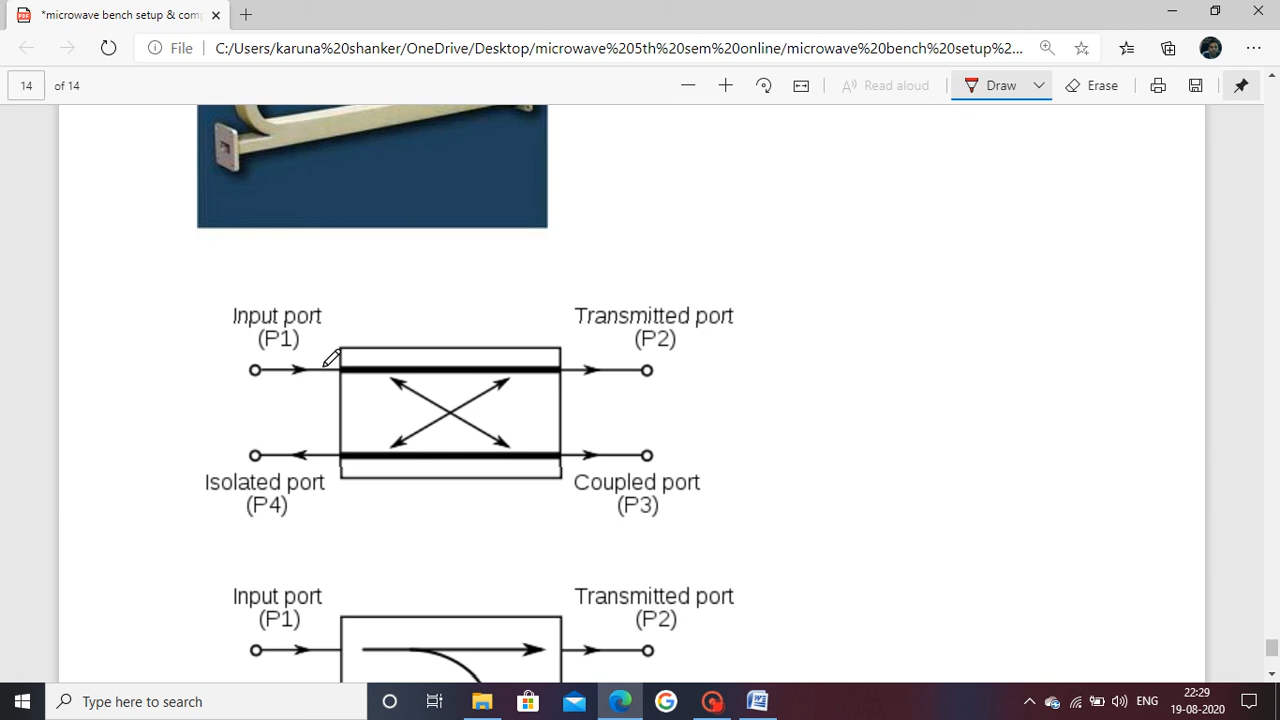 *microwave bench setup & comp
File
C:/Users/karuna%20shanker/OneDrive/Desktop/microwave%205th%20sem%20online/microwave%20bench%20setup%2...
14 of 14
Read aloud
Draw
Erase
Input port
(P1)
Transmitted port
(P2)
Isolated port
(P4)
Coupled port
(P3)
Input port
(P1)
Transmitted port
(P2)
Type here to search
ENG
22:29
19-08-2020